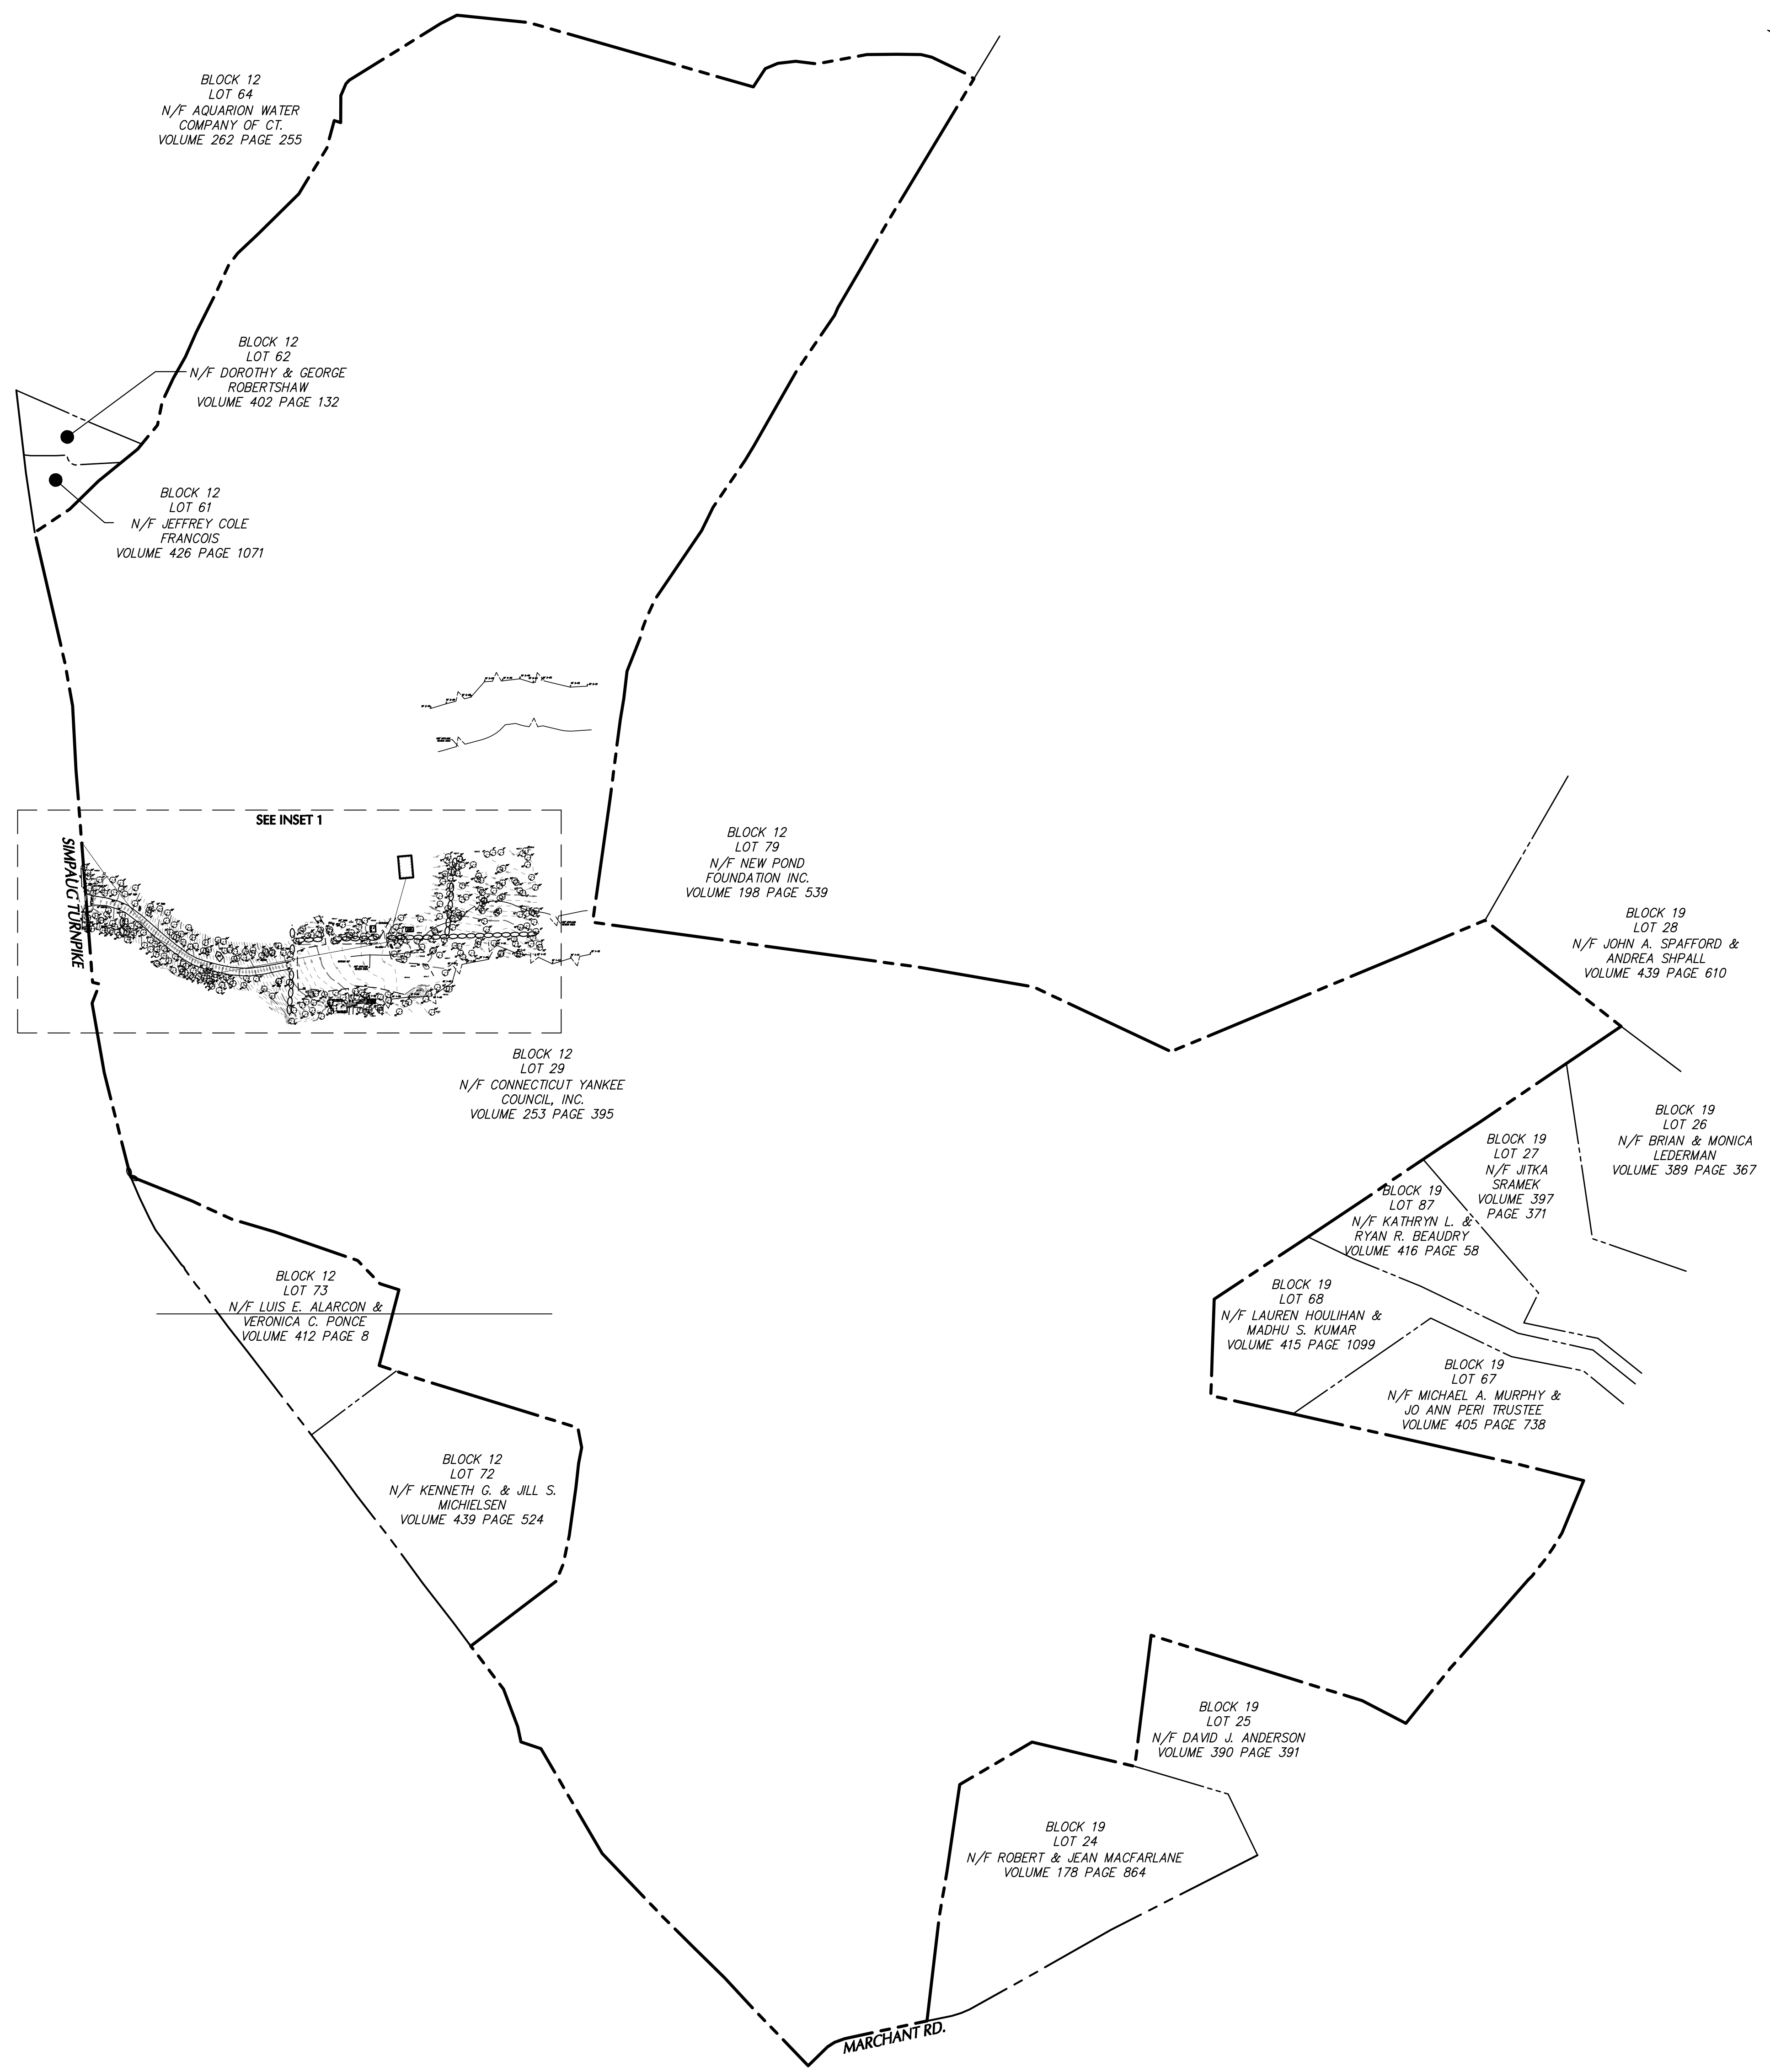 BLOCK 12
LOT 64
N/F AQUARION WATER
COMPANY OF CT.
VOLUME 262 PAGE 255
BLOCK 12
LOT 62
N/F DOROTHY & GEORGE
ROBERTSHAW
VOLUME 402 PAGE 132
BLOCK 12
LOT 61
N/F JEFFREY COLE
FRANCOIS
VOLUME 426 PAGE 1071
SEE INSET 1
SIMPAUG TURNPIKE
BLOCK 12
LOT 79
N/F NEW POND
FOUNDATION INC.
VOLUME 198 PAGE 539
BLOCK 19
LOT 28
N/F JOHN A. SPAFFORD &
ANDREA SHPALL
VOLUME 439 PAGE 610
BLOCK 12
LOT 29
N/F CONNECTICUT YANKEE
COUNCIL, INC.
VOLUME 253 PAGE 395
BLOCK 19
LOT 26
N/F BRIAN & MONICA
LEDERMAN
VOLUME 389 PAGE 367
BLOCK 19
LOT 27
N/F JITKA
SRAMEK
VOLUME 397
PAGE 371
BLOCK 19
LOT 87
N/F KATHRYN L. &
RYAN R. BEAUDRY
VOLUME 416 PAGE 58
BLOCK 12
LOT 73
N/F LUIS E. ALARCON &
VERONICA C. PONCE
VOLUME 412 PAGE 8
BLOCK 19
LOT 68
N/F LAUREN HOULIHAN &
MADHU S. KUMAR
VOLUME 415 PAGE 1099
BLOCK 19
LOT 67
N/F MICHAEL A. MURPHY &
JO ANN PERI TRUSTEE
VOLUME 405 PAGE 738
BLOCK 12
LOT 72
N/F KENNETH G. & JILL S.
MICHIELSEN
VOLUME 439 PAGE 524
BLOCK 19
LOT 25
N/F DAVID J. ANDERSON
VOLUME 390 PAGE 391
BLOCK 19
LOT 24
N/F ROBERT & JEAN MACFARLANE
VOLUME 178 PAGE 864
MARCHANT RD.